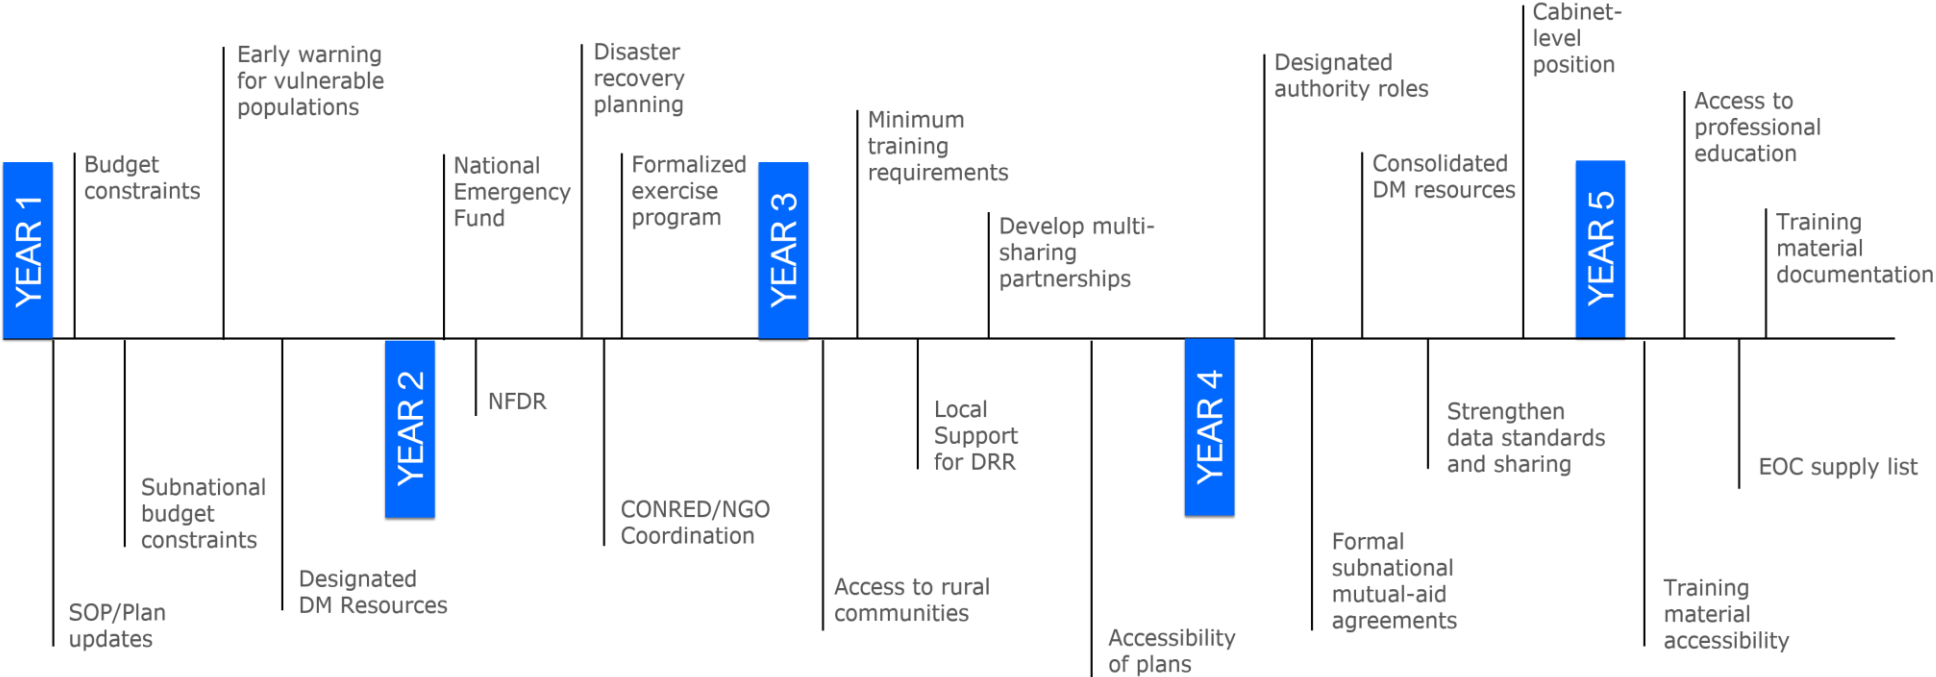 YEAR 1
SOP/Plan
updates
Budget
constraints
Subnational
budget
constraints
Early warning
for vulnerable
populations
Designated
DM Resources
YEAR 2
National
Emergency
Fund
NFDR
Disaster
recovery
planning
CONRED/NGO
Coordination
Formalized
exercise
program
YEAR 3
Access to rural
communities
Minimum
training
requirements
Local
Support
for DRR
Develop multi-
sharing
partnerships
Accessibility
of plans
YEAR 4
Designated
authority roles
Formal
subnational
mutual-aid
agreements
Consolidated
DM resources
Strengthen
data standards
and sharing
Cabinet-
level
position
YEAR 5
Training
material
accessibility
Access to
professional
education
EOC supply list
Training
material
documentation